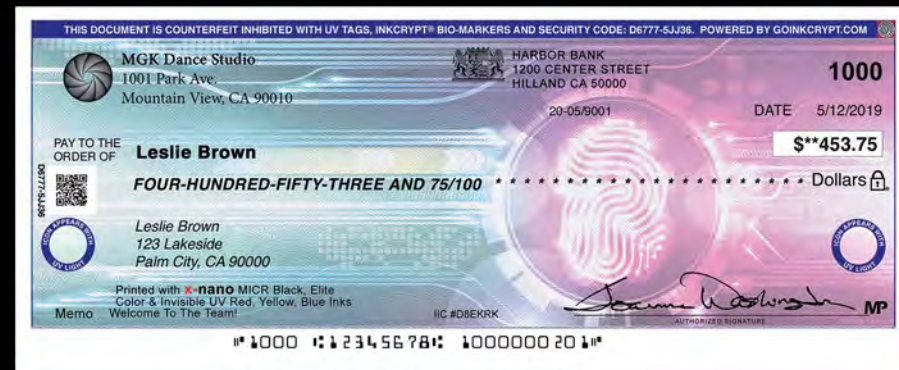 THIS DOCUMENT IS COUNTERFEIT INHIBITED WITH UV TAGS, INKCRYPT® BIO-MARKERS AND SECURITY CODE: D6777-5JJ36. POWERED BY GOINKCRYPT.COM
MGK Dance Studio
1001 Park Ave.
Mountain View, CA 90010
HARBOR BANK
1200 CENTER STREET
HILLAND CA 50000
1000
20-05/9001
DATE 5/12/2019
PAY TO THE
ORDER OF
Leslie Brown
$**453.75
FOUR-HUNDRED-FIFTY-THREE AND 75/100 * * * * * * * * * * * * * * * * * * * * * * * * * * * * Dollars
D6777-5JJ36
Leslie Brown
123 Lakeside
Palm City, CA 90000
ICON APPEARS WITH
UV LIGHT
ICON APPEARS WITH
UV LIGHT
Printed with x-nano MICR Black, Elite
Color & Invisible UV Red, Yellow, Blue Inks
Memo Welcome To The Team!
IIC #D8EKRK
Joanna Washington
AUTHORIZED SIGNATURE
MP
⑈1000 ⑆12345678⑆ 1000000201⑈